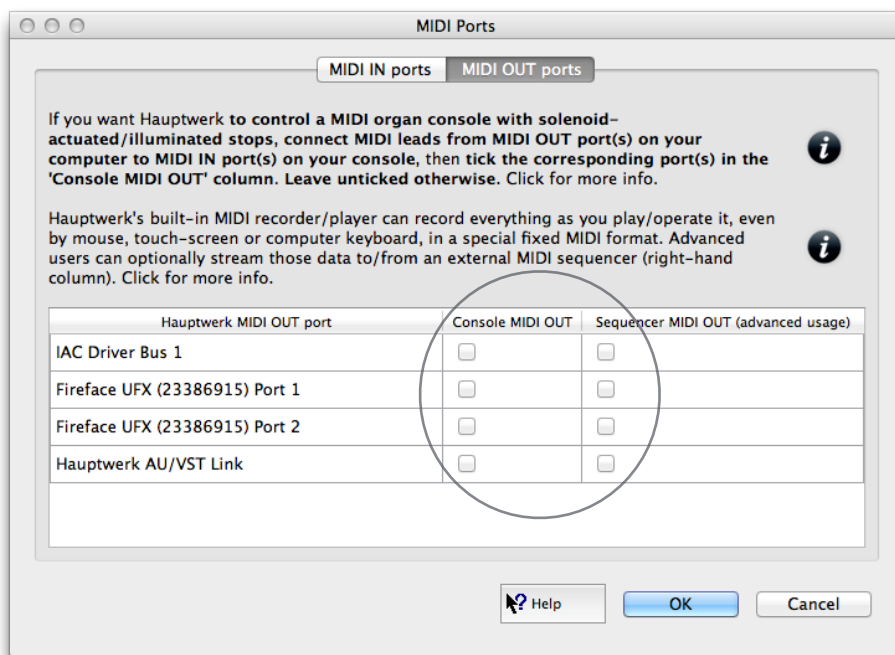 MIDI Ports
MIDI IN ports MIDI OUT ports
If you want Hauptwerk to control a MIDI organ console with solenoid-
actuated/illuminated stops, connect MIDI leads from MIDI OUT port(s) on your
computer to MIDI IN port(s) on your console, then tick the corresponding port(s) in the
'Console MIDI OUT' column. Leave unticked otherwise. Click for more info.
i
Hauptwerk's built-in MIDI recorder/player can record everything as you play/operate it, even
by mouse, touch-screen or computer keyboard, in a special fixed MIDI format. Advanced
users can optionally stream those data to/from an external MIDI sequencer (right-hand
column). Click for more info.
i
Hauptwerk MIDI OUT port Console MIDI OUT Sequencer MIDI OUT (advanced usage)
IAC Driver Bus 1
Fireface UFX (23386915) Port 1
Fireface UFX (23386915) Port 2
Hauptwerk AU/VST Link
? Help OK Cancel